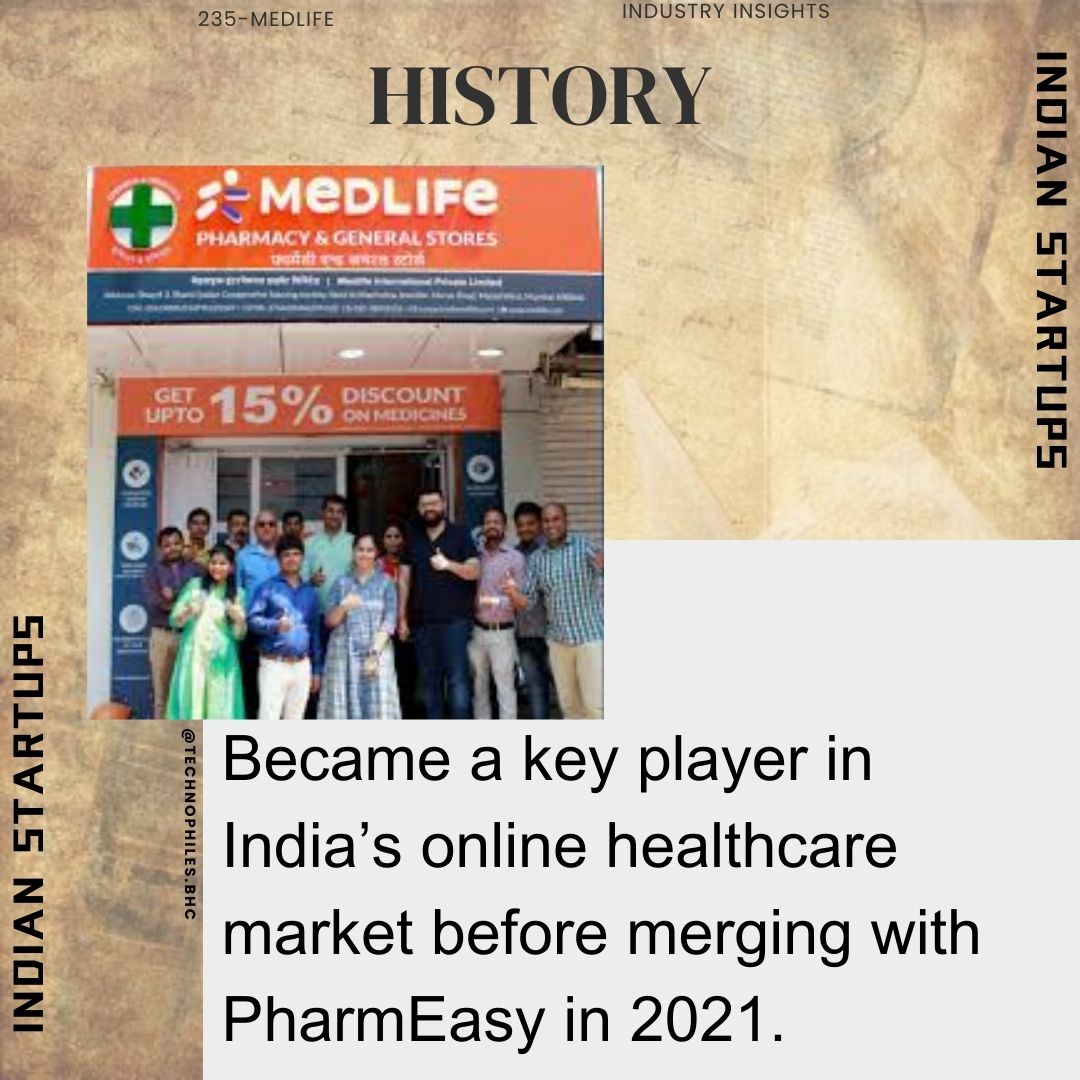 235-MEDLIFE
INDUSTRY INSIGHTS
HISTORY
INDIAN STARTUPS
MEDLIFE
PHARMACY & GENERAL STORES
फार्मेसी एन्ड जनरल स्टोर्स
Medlife International Private Limited
GET UPTO 15% DISCOUNT ON MEDICINES
INDIAN STARTUPS
@TECHNOPHILES.BHC
Became a key player in
India’s online healthcare
market before merging with
PharmEasy in 2021.